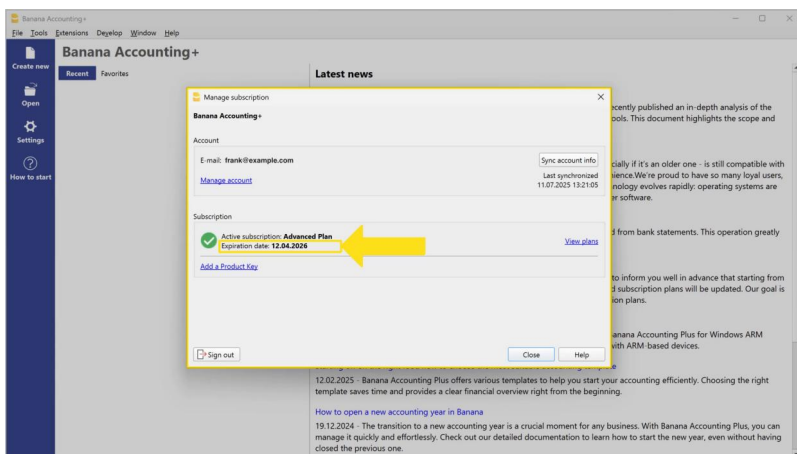 Banana Accounting+
File Tools Extensions Develop Window Help
Create new
Open
Settings
How to start
Banana Accounting+
Recent Favorites
Latest news
Manage subscription
Banana Accounting+
Account
E-mail: frank@example.com
Sync account info
Manage account
Last synchronized
11.07.2025 13:21:05
Subscription
Active subscription: Advanced Plan
Expiration date: 12.04.2026
View plans
Add a Product Key
Sign out
Close
Help
recently published an in-depth analysis of the
ools. This document highlights the scope and
cially if it's an older one - is still compatible with
ience.We're proud to have so many loyal users,
nology evolves rapidly: operating systems are
er software.
d from bank statements. This operation greatly
to inform you well in advance that starting from
d subscription plans will be updated. Our goal is
ion plans.
anana Accounting Plus for Windows ARM
with ARM-based devices.
12.02.2025 - Banana Accounting Plus offers various templates to help you start your accounting efficiently. Choosing the right
template saves time and provides a clear financial overview right from the beginning.
How to open a new accounting year in Banana
19.12.2024 - The transition to a new accounting year is a crucial moment for any business. With Banana Accounting Plus, you can
manage it quickly and effortlessly. Check out our detailed documentation to learn how to start the new year, even without having
closed the previous one.